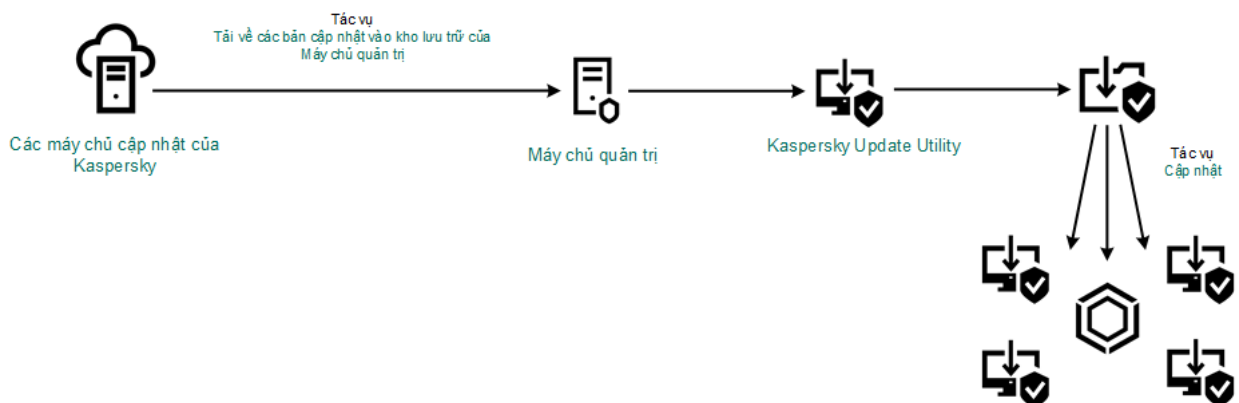 Tác vụ
Tải về các bản cập nhật vào kho lưu trữ của
Máy chủ quản trị
Các máy chủ cập nhật của
Kaspersky
Máy chủ quản trị
Kaspersky Update Utility
Tác vụ
Cập nhật